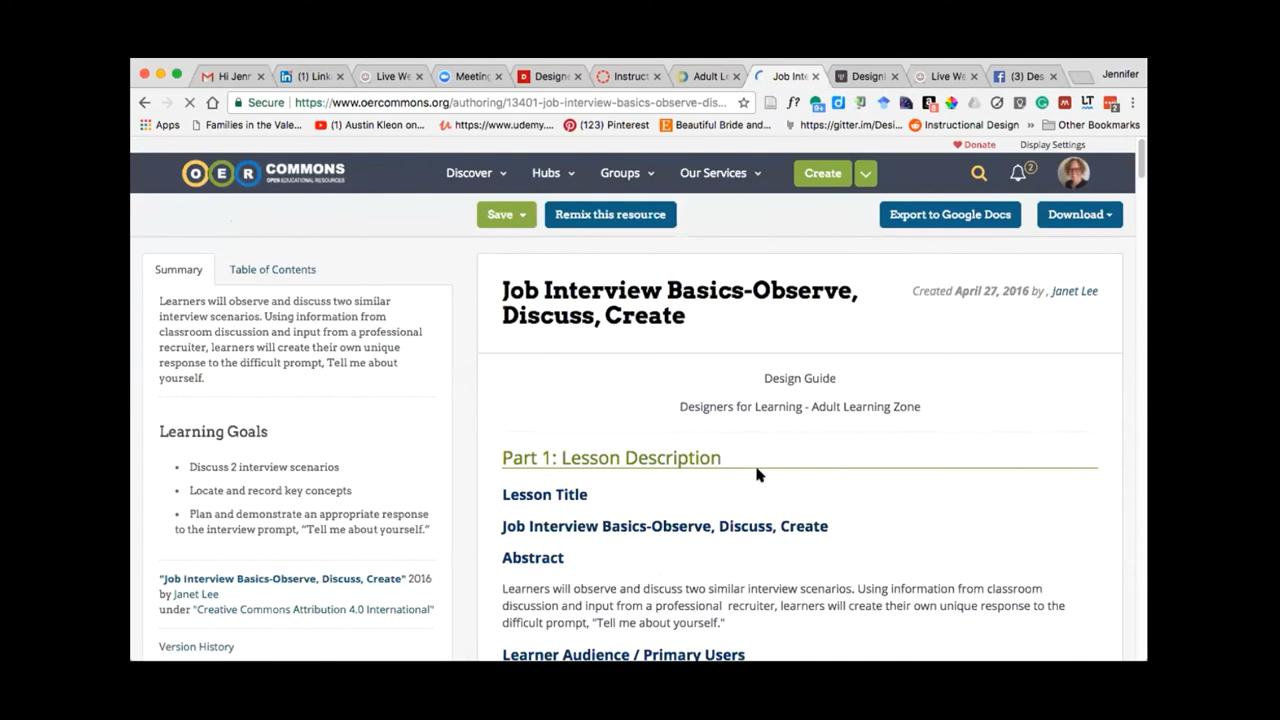 Hi Jenn
(1) Link
Live We
Meeting
Designe
Instruct
Adult Le
Job Inte
Designi
Live We
(3) Des
Jennifer
Secure
https://www.oercommons.org/authoring/13401-job-interview-basics-observe-dis...
Apps
Families in the Vale...
(1) Austin Kleon on...
https://www.udemy....
(123) Pinterest
Beautiful Bride and...
https://gitter.im/Desi...
Instructional Design
Other Bookmarks
Donate
Display Settings
OER COMMONS
OPEN EDUCATIONAL RESOURCES
Discover
Hubs
Groups
Our Services
Create
2
Save
Remix this resource
Export to Google Docs
Download
Summary
Table of Contents
Learners will observe and discuss two similar
interview scenarios. Using information from
classroom discussion and input from a professional
recruiter, learners will create their own unique
response to the difficult prompt, Tell me about
yourself.
Learning Goals
• Discuss 2 interview scenarios
• Locate and record key concepts
• Plan and demonstrate an appropriate response
to the interview prompt, "Tell me about yourself."
"Job Interview Basics-Observe, Discuss, Create" 2016
by Janet Lee
under "Creative Commons Attribution 4.0 International"
Version History
Job Interview Basics-Observe,
Discuss, Create
Created April 27, 2016 by , Janet Lee
Design Guide
Designers for Learning - Adult Learning Zone
Part 1: Lesson Description
Lesson Title
Job Interview Basics-Observe, Discuss, Create
Abstract
Learners will observe and discuss two similar interview scenarios. Using information from classroom
discussion and input from a professional recruiter, learners will create their own unique response to the
difficult prompt, "Tell me about yourself."
Learner Audience / Primary Users